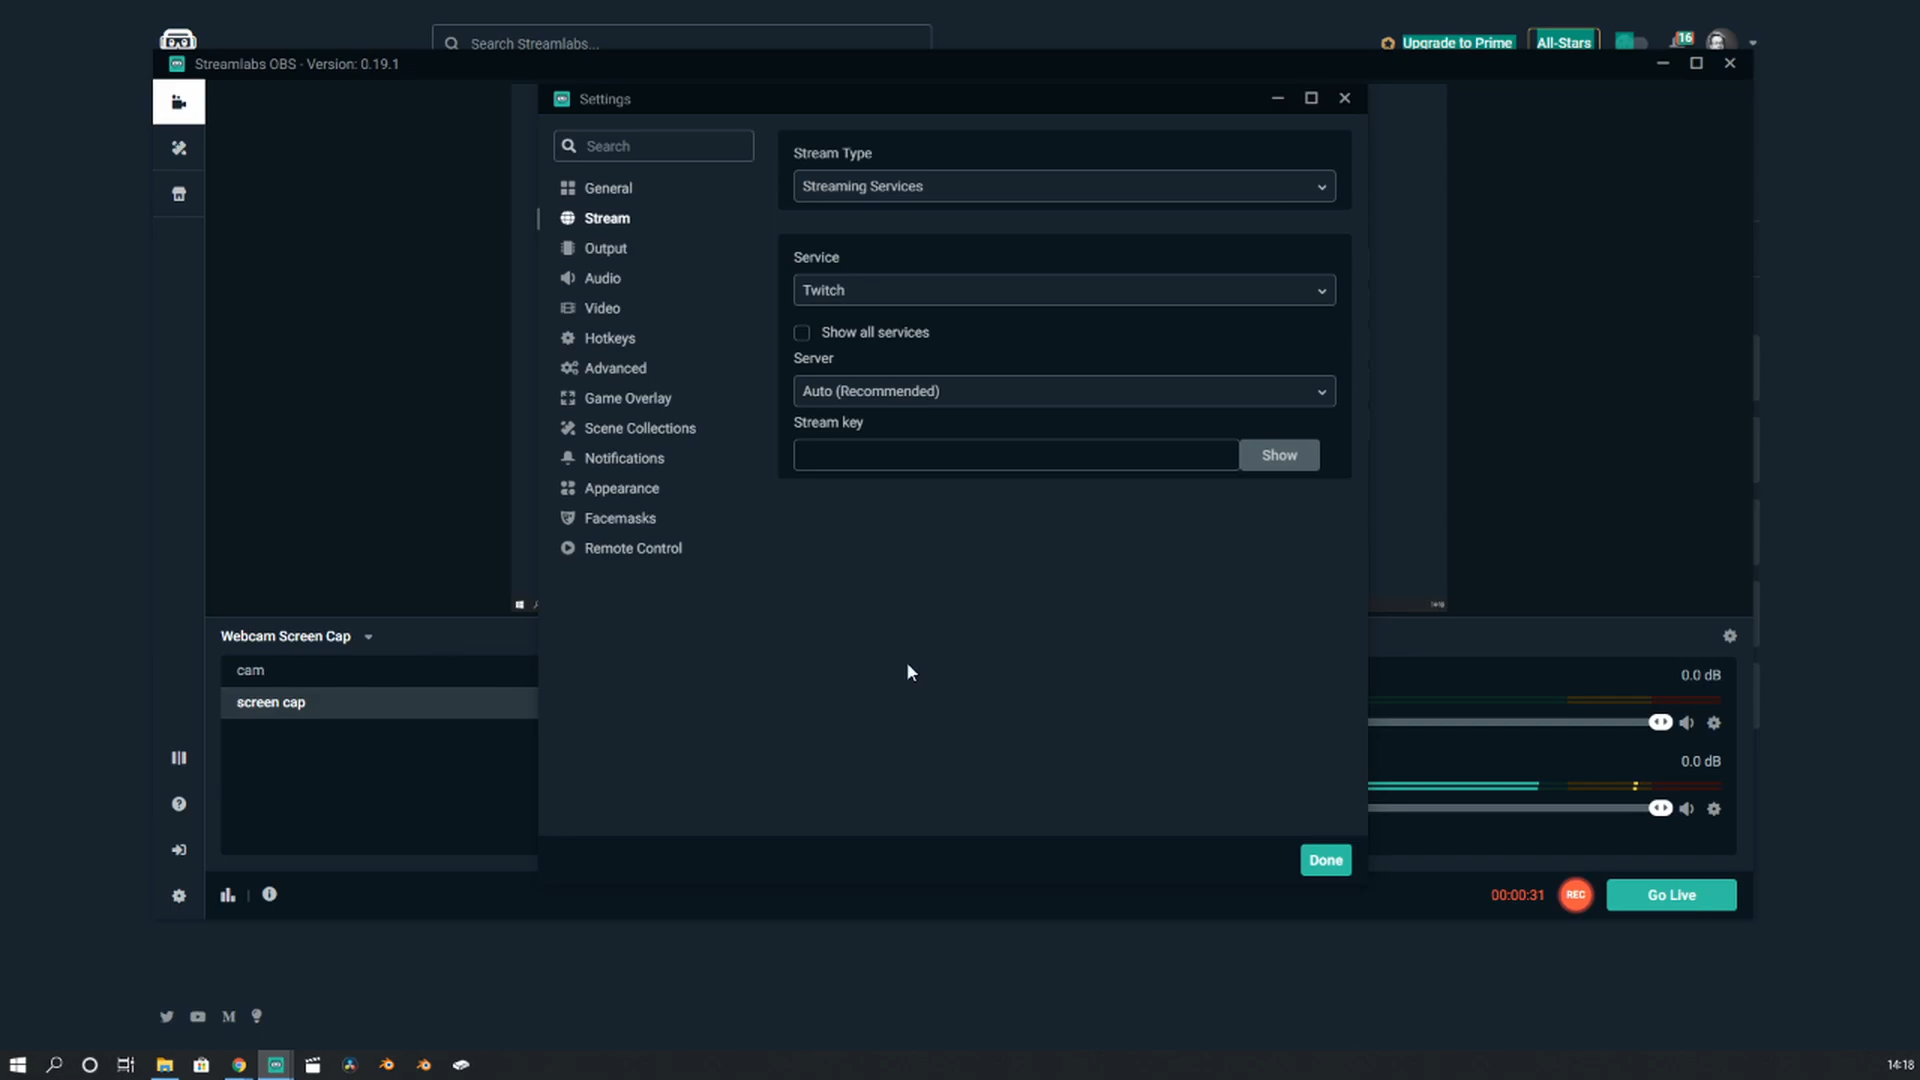 Search Streamlabs...
Upgrade to Prime
All-Stars
16
Streamlabs OBS - Version: 0.19.1
Settings
Search
General
Stream
Output
Audio
Video
Hotkeys
Advanced
Game Overlay
Scene Collections
Notifications
Appearance
Facemasks
Remote Control
Stream Type
Streaming Services
Service
Twitch
Show all services
Server
Auto (Recommended)
Stream key
Show
Done
Webcam Screen Cap
cam
screen cap
0.0 dB
0.0 dB
00:00:31
REC
Go Live
M
14:18